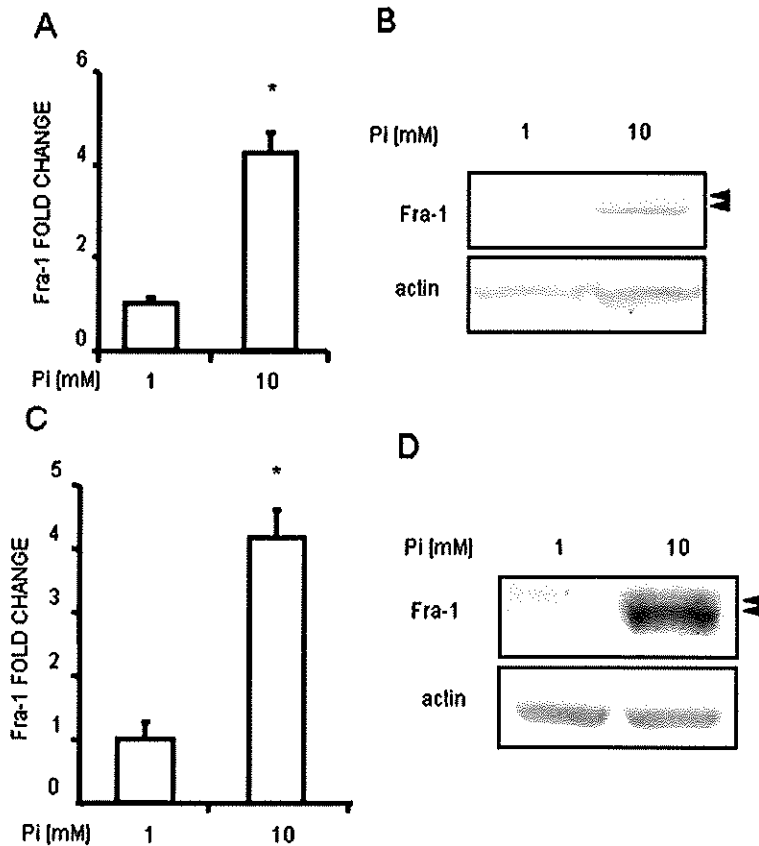 A
Fra-1 FOLD CHANGE
6
4
2
0
*
Pi (mM)
1
10
B
Pi (mM)
1
10
Fra-1
actin
C
Fra-1 FOLD CHANGE
5
4
3
2
1
0
*
Pi (mM)
1
10
D
Pi (mM)
1
10
Fra-1
actin